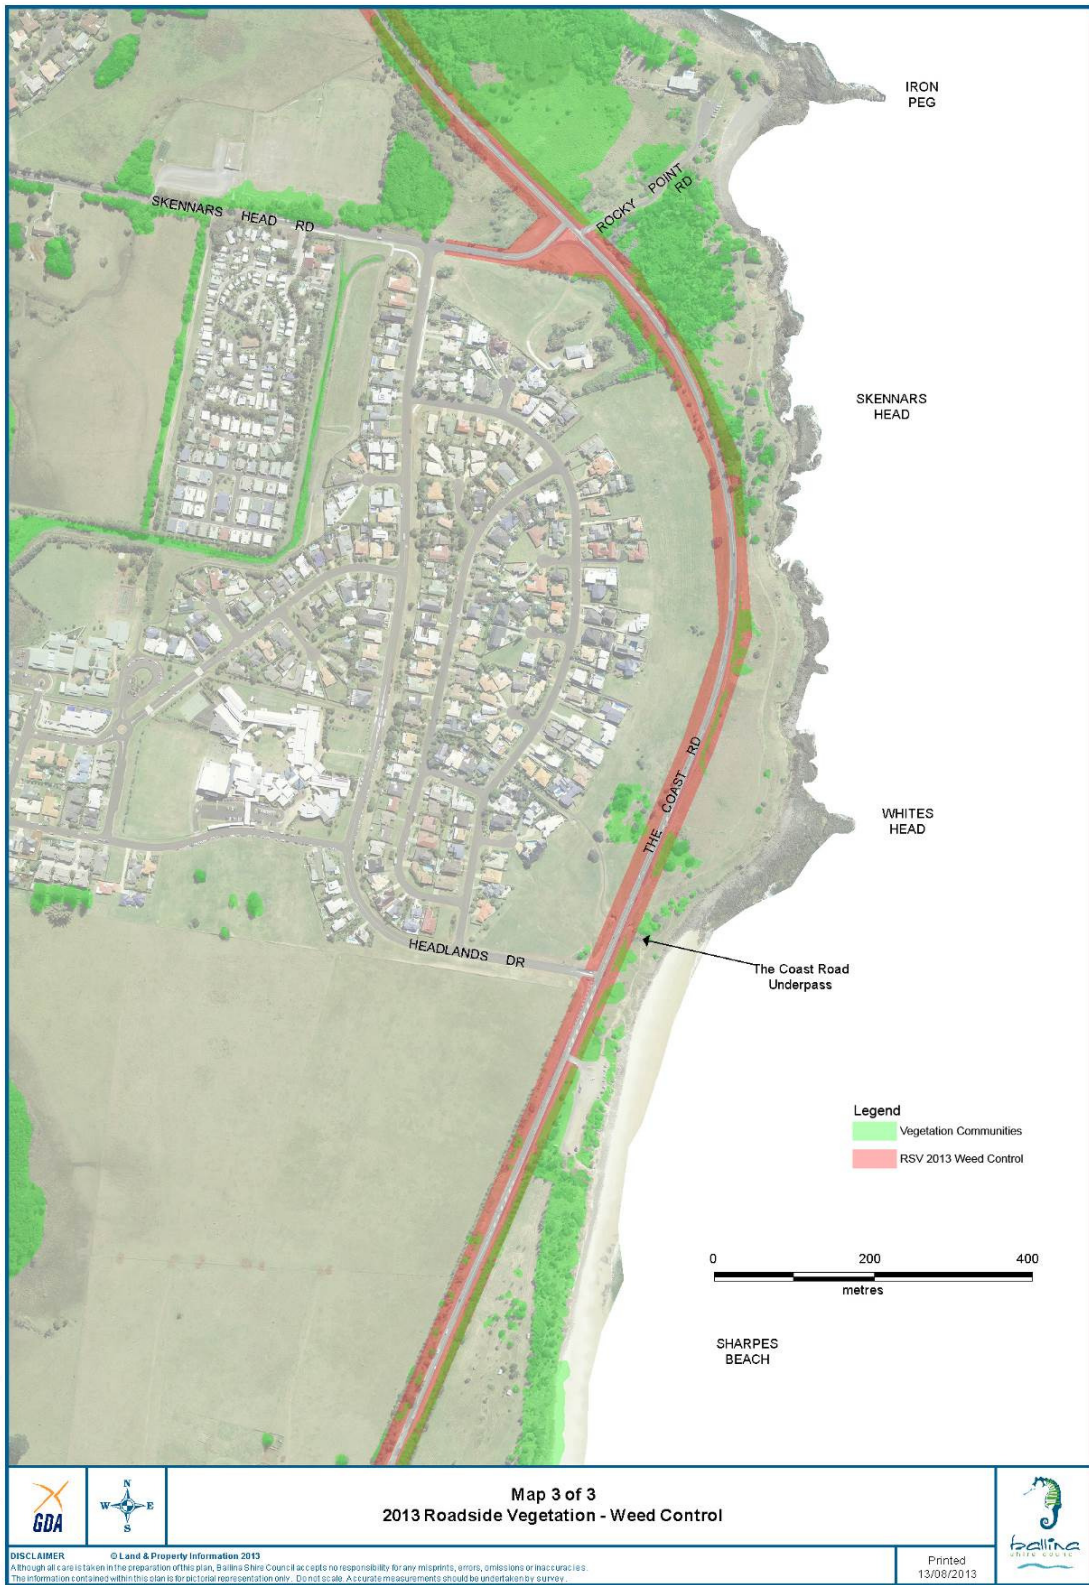 IRON
PEG
ROCKY POINT
RD
SKENNARS HEAD RD
SKENNARS
HEAD
THE COAST RD
WHITES
HEAD
HEADLANDS DR
The Coast Road
Underpass
Legend
Vegetation Communities
RSV 2013 Weed Control
0 200 400
metres
SHARPES
BEACH
GDA
N
W E
S
Map 3 of 3
2013 Roadside Vegetation - Weed Control
ballina
shire council
DISCLAIMER © Land & Property Information 2013
Although all care is taken in the preparation of this plan, Ballina Shire Council accepts no responsibility for any misprints, errors, omissions or inaccuracies.
The information contained within this plan is for pictorial representation only. Do not scale. Accurate measurements should be undertaken by survey.
Printed
13/08/2013